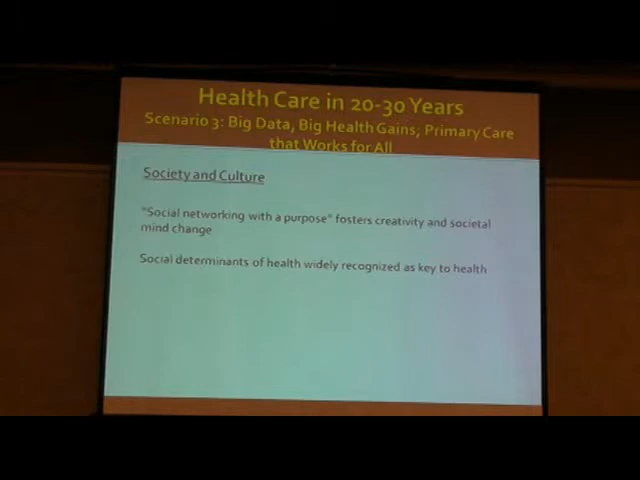 Health Care in 20-30 Years
Scenario 3: Big Data, Big Health Gains; Primary Care
that Works for All
Society and Culture
"Social networking with a purpose" fosters creativity and societal
mind change
Social determinants of health widely recognized as key to health